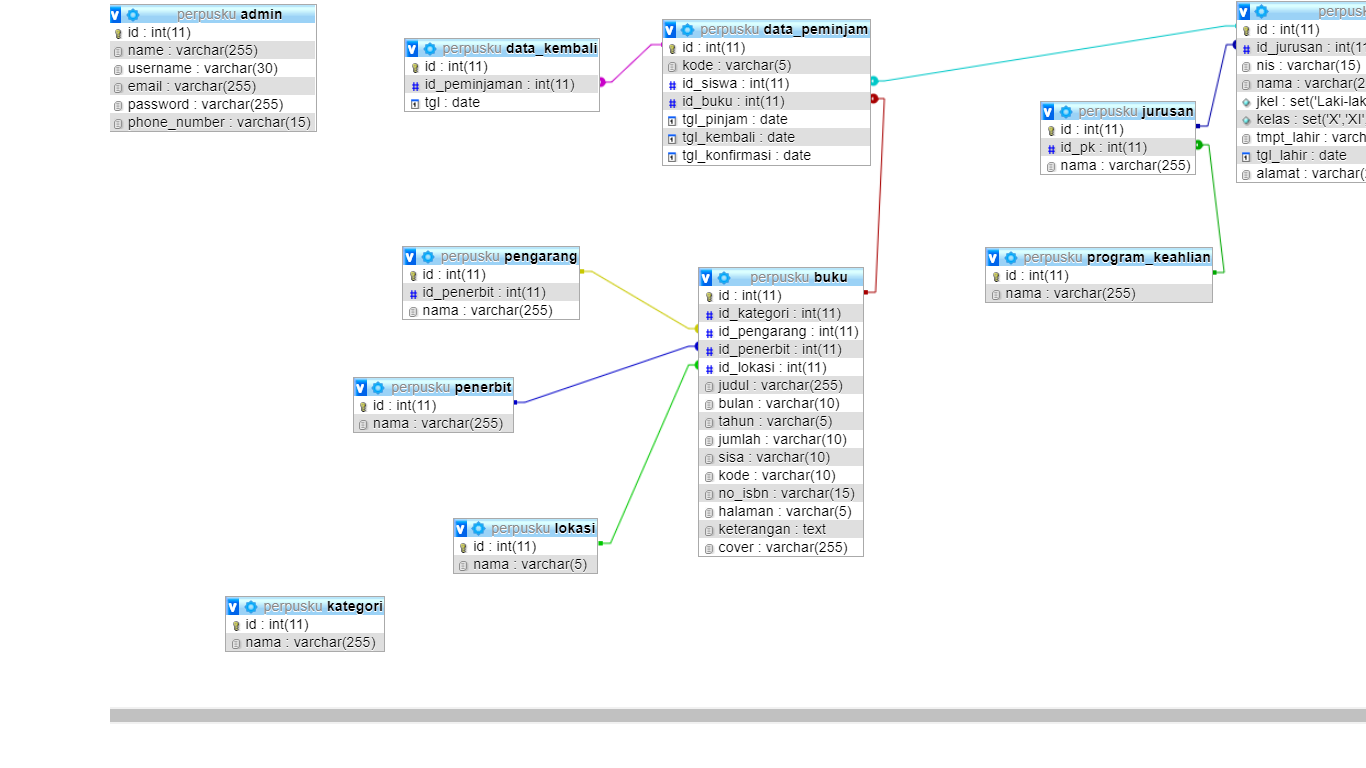 perpusku admin
id : int(11)
name : varchar(255)
username : varchar(30)
email : varchar(255)
password : varchar(255)
phone_number : varchar(15)
perpusku data_kembali
id : int(11)
id_peminjaman : int(11)
tgl : date
perpusku data_peminjam
id : int(11)
kode : varchar(5)
id_siswa : int(11)
id_buku : int(11)
tgl_pinjam : date
tgl_kembali : date
tgl_konfirmasi : date
perpusku jurusan
id : int(11)
id_pk : int(11)
nama : varchar(255)
id : int(11)
id_jurusan : int(11
nis : varchar(15)
nama : varchar(2
jkel : set('Laki-lak
kelas : set('X','XI'
tmpt_lahir : varch
tgl_lahir : date
alamat : varchar(
perpusku program_keahlian
id : int(11)
nama : varchar(255)
perpusku pengarang
id : int(11)
id_penerbit : int(11)
nama : varchar(255)
perpusku buku
id : int(11)
id_kategori : int(11)
id_pengarang : int(11)
id_penerbit : int(11)
id_lokasi : int(11)
judul : varchar(255)
bulan : varchar(10)
tahun : varchar(5)
jumlah : varchar(10)
sisa : varchar(10)
kode : varchar(10)
no_isbn : varchar(15)
halaman : varchar(5)
keterangan : text
cover : varchar(255)
perpusku penerbit
id : int(11)
nama : varchar(255)
perpusku lokasi
id : int(11)
nama : varchar(5)
perpusku kategori
id : int(11)
nama : varchar(255)